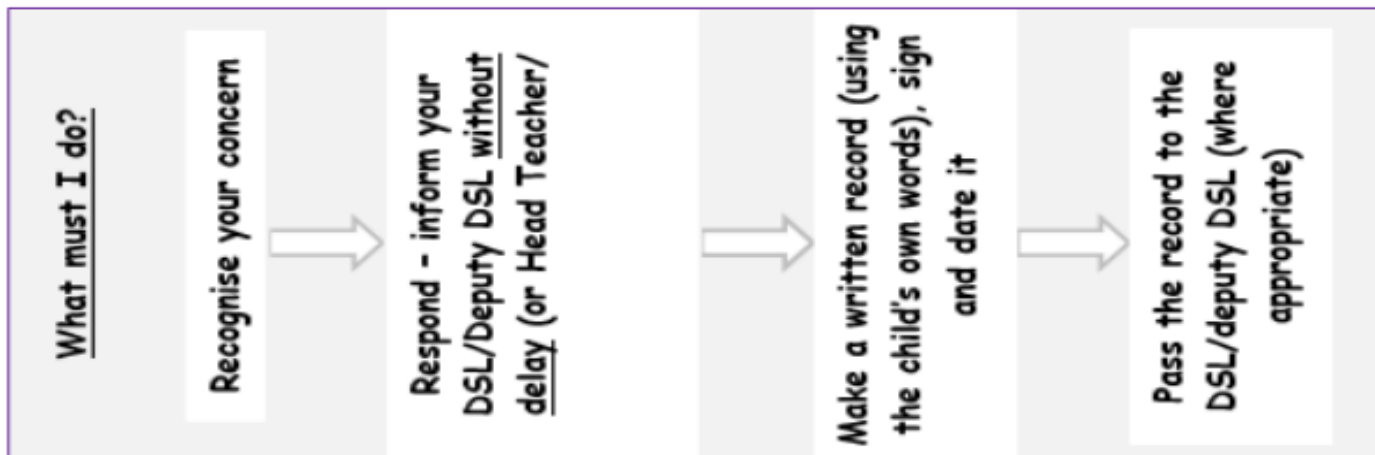 What must I do?
Recognise your concern
Respond - inform your
DSL/Deputy DSL without
delay (or Head Teacher/
Make a written record (using
the child's own words), sign
and date it
Pass the record to the
DSL/deputy DSL (where
appropriate)